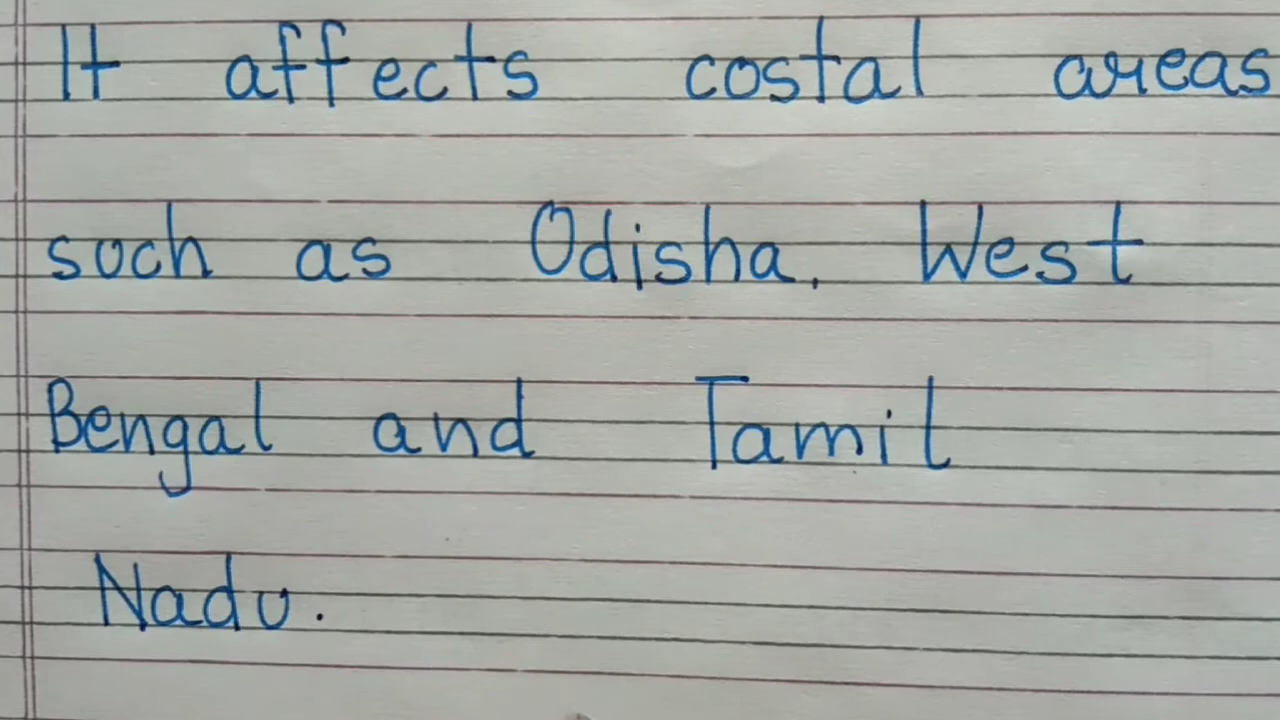 It affects costal areas
such as Odisha, West
Bengal and Tamil
Nadu.